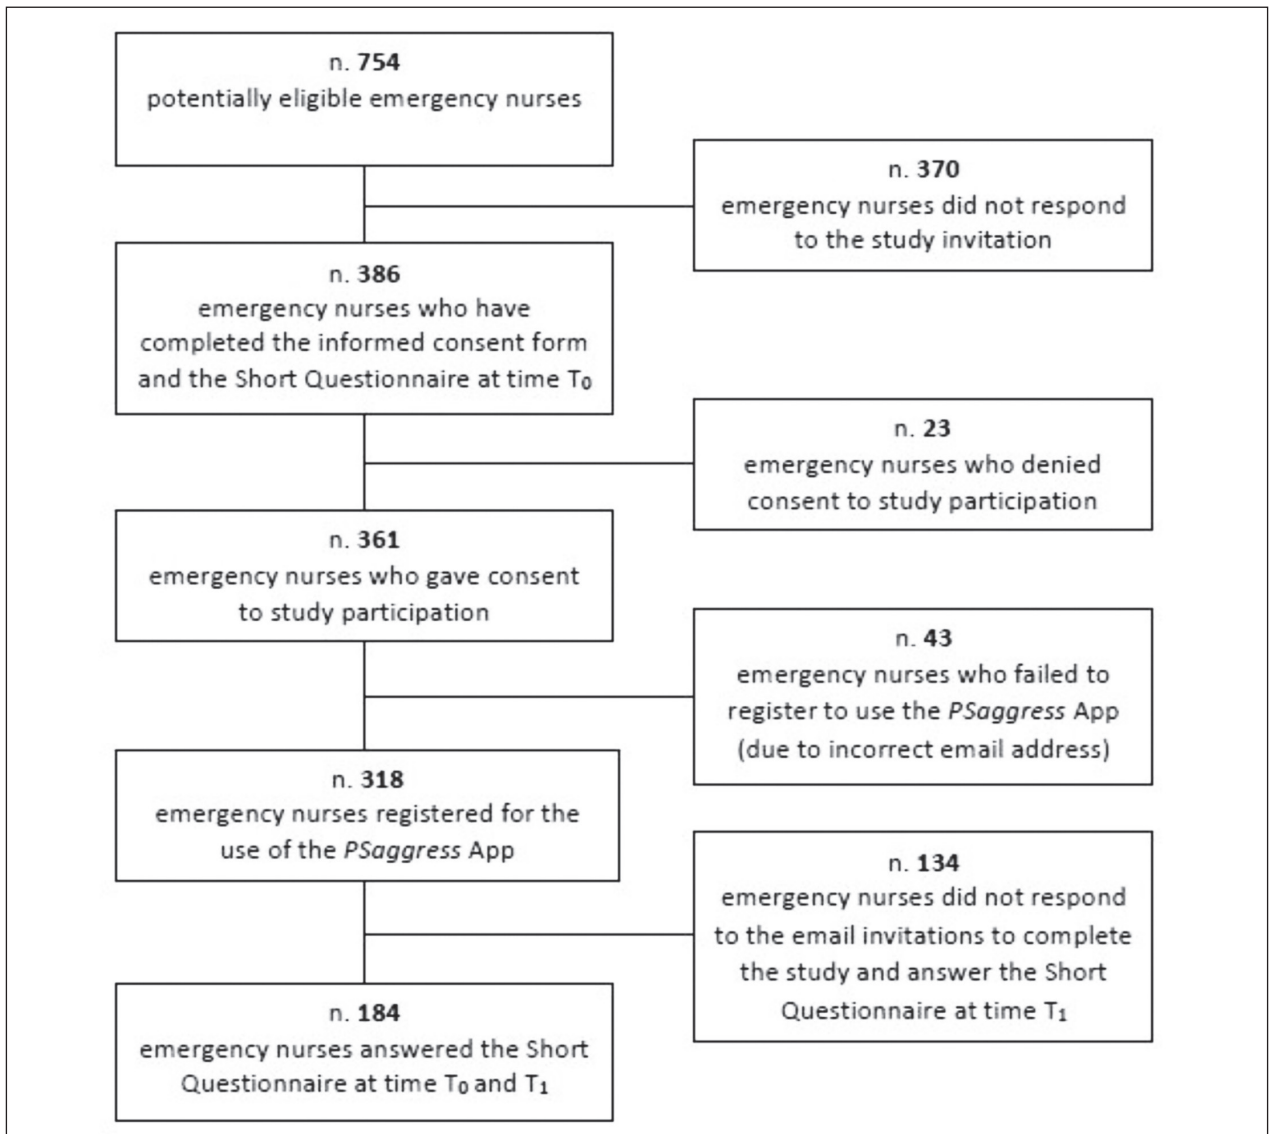 n. 754
potentially eligible emergency nurses
n. 370
emergency nurses did not respond
to the study invitation
n. 386
emergency nurses who have
completed the informed consent form
and the Short Questionnaire at time T₀
n. 23
emergency nurses who denied
consent to study participation
n. 361
emergency nurses who gave consent
to study participation
n. 43
emergency nurses who failed to
register to use the PSaggress App
(due to incorrect email address)
n. 318
emergency nurses registered for the
use of the PSaggress App
n. 134
emergency nurses did not respond
to the email invitations to complete
the study and answer the Short
Questionnaire at time T₁
n. 184
emergency nurses answered the Short
Questionnaire at time T₀ and T₁